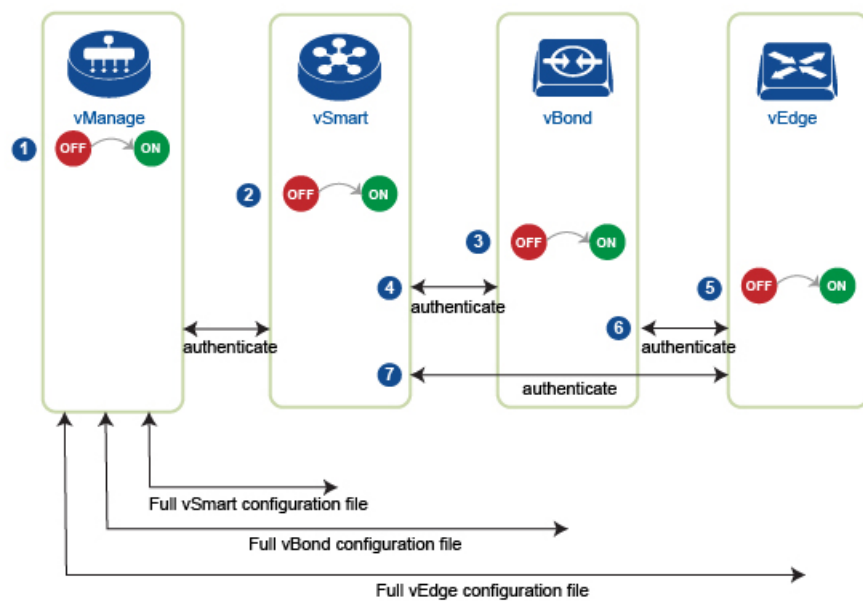 vManage
vSmart
vBond
vEdge
1
OFF
ON
2
OFF
ON
3
OFF
ON
4
authenticate
5
OFF
ON
authenticate
6
authenticate
7
authenticate
Full vSmart configuration file
Full vBond configuration file
Full vEdge configuration file